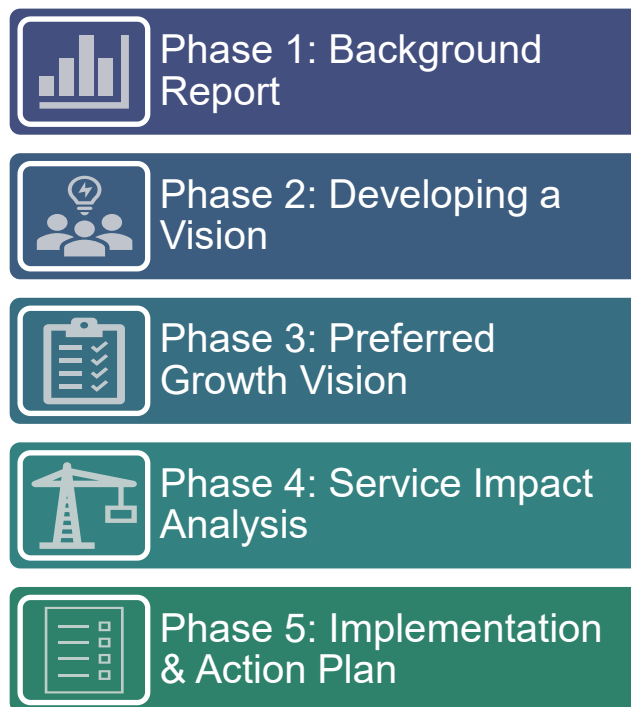 Phase 1: Background
Report
Phase 2: Developing a
Vision
Phase 3: Preferred
Growth Vision
Phase 4: Service Impact
Analysis
Phase 5: Implementation
& Action Plan